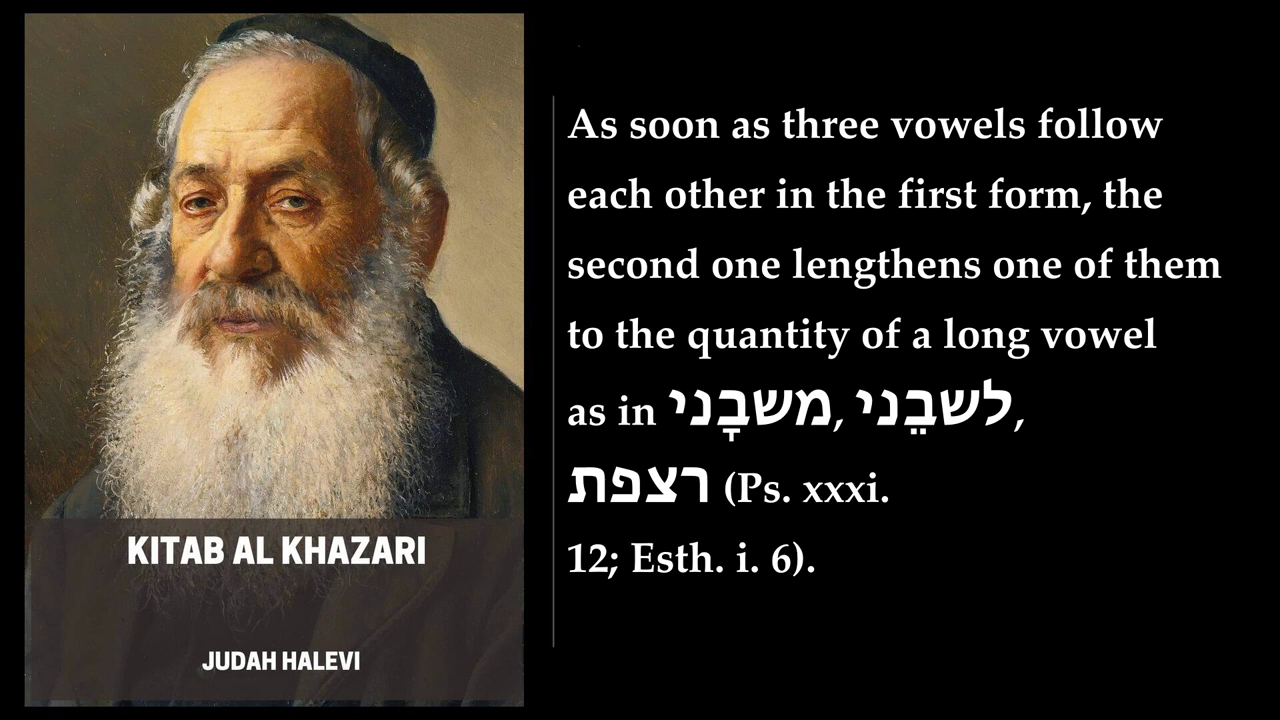 KITAB AL KHAZARI
JUDAH HALEVI
As soon as three vowels follow
each other in the first form, the
second one lengthens one of them
to the quantity of a long vowel
as in משבָני, לשבֵני,
רצפת (Ps. xxxi.
12; Esth. i. 6).